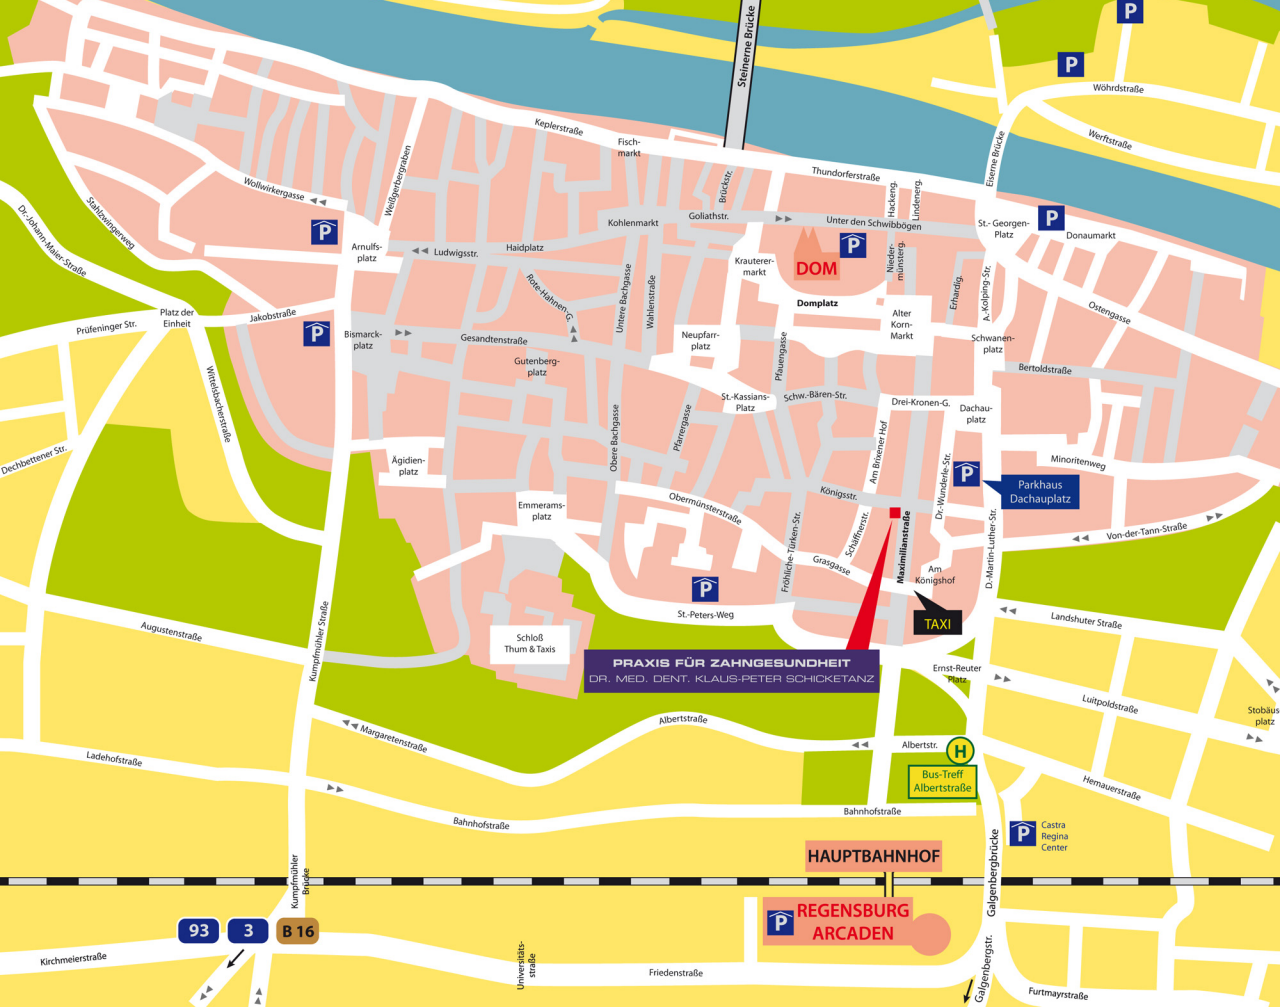 P
P
Wöhrdstraße
Werftstraße
Steinerne Brücke
Keplerstraße
Fisch-
markt
Thundorferstraße
Eiserne Brücke
Weißgerbergraben
Wollwirkergasse
Brückstr.
Hackeng.
Lindenerg.
Stahlzwingerweg
Dr.-Johann-Maier-Straße
P
Arnulfs-
platz
Kohlenmarkt
Goliathstr.
Unter den Schwibbögen
St.- Georgen-
Platz
P
Donaumarkt
Ludwigsstr.
Haidplatz
Krauterer-
markt
DOM
P
Nieder-
münsterg.
Erhardig.
A.-Kolping-Str.
Rote-Hahnen-G.
Untere Bachgasse
Wahlenstraße
Domplatz
Ostengasse
Platz der
Einheit
Prüfeninger Str.
Jakobstraße
P
Bismarck-
platz
Gesandtenstraße
Gutenberg-
platz
Neupfarr-
platz
Pfauengasse
Alter
Korn-
Markt
Schwanen-
platz
Bertoldstraße
Wittelsbacherstraße
St.-Kassians-
Platz
Schw.-Bären-Str.
Drei-Kronen-G.
Dachau-
platz
Dechbettener Str.
Ägidien-
platz
Obere Bachgasse
Pfarrergasse
Am Brixener Hof
Dr.-Wunderle-Str.
P
Parkhaus
Dachauplatz
Minoritenweg
Emmerams-
platz
Obermünsterstraße
Königsstr.
Fröhliche-Türken-Str.
Schäffnerstr.
Maximilianstraße
D.-Martin-Luther-Str.
Von-der-Tann-Straße
Grasgasse
Am
Königshof
P
St.-Peters-Weg
TAXI
Landshuter Straße
Augustenstraße
Kumpfmühler Straße
Schloß
Thurn & Taxis
PRAXIS FÜR ZAHNGESUNDHEIT
DR. MED. DENT. KLAUS-PETER SCHICKETANZ
Ernst-Reuter
Platz
Luitpoldstraße
Stobäus
platz
Margaretenstraße
Albertstraße
Albertstr.
H
Bus-Treff
Albertstraße
Ladehofstraße
Hemauerstraße
Bahnhofstraße
Bahnhofstraße
P
Castra
Regina
Center
HAUPTBAHNHOF
Kumpfmühler
Brücke
Galgenbergbrücke
P
REGENSBURG
ARCADEN
93
3
B 16
Kirchmeierstraße
Universitäts-
straße
Friedenstraße
Galgenbergstr.
Furtmayrstraße